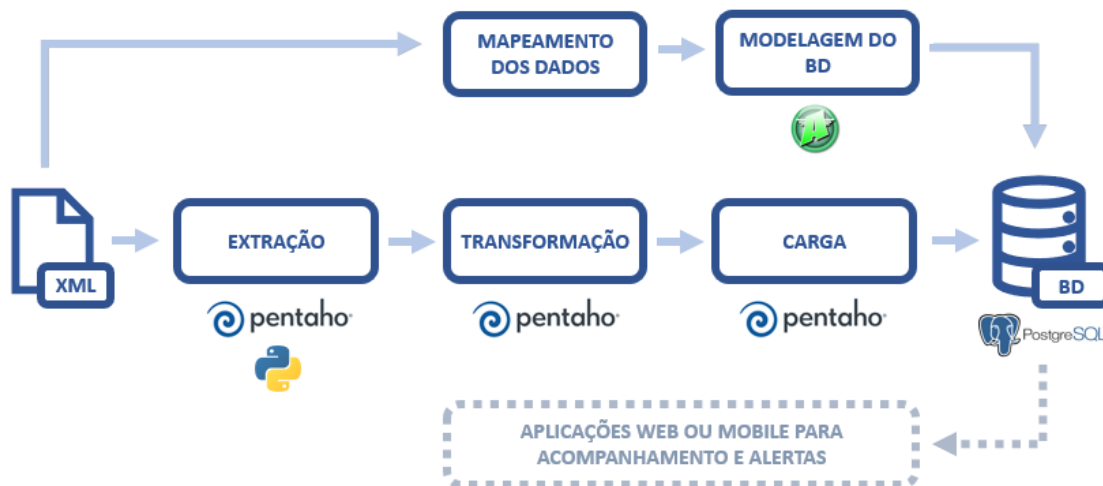 MAPEAMENTO
DOS DADOS
MODELAGEM DO
BD
A
XML
EXTRAÇÃO
TRANSFORMAÇÃO
CARGA
BD
pentaho
pentaho
pentaho
PostgreSQL
APLICAÇÕES WEB OU MOBILE PARA
ACOMPANHAMENTO E ALERTAS